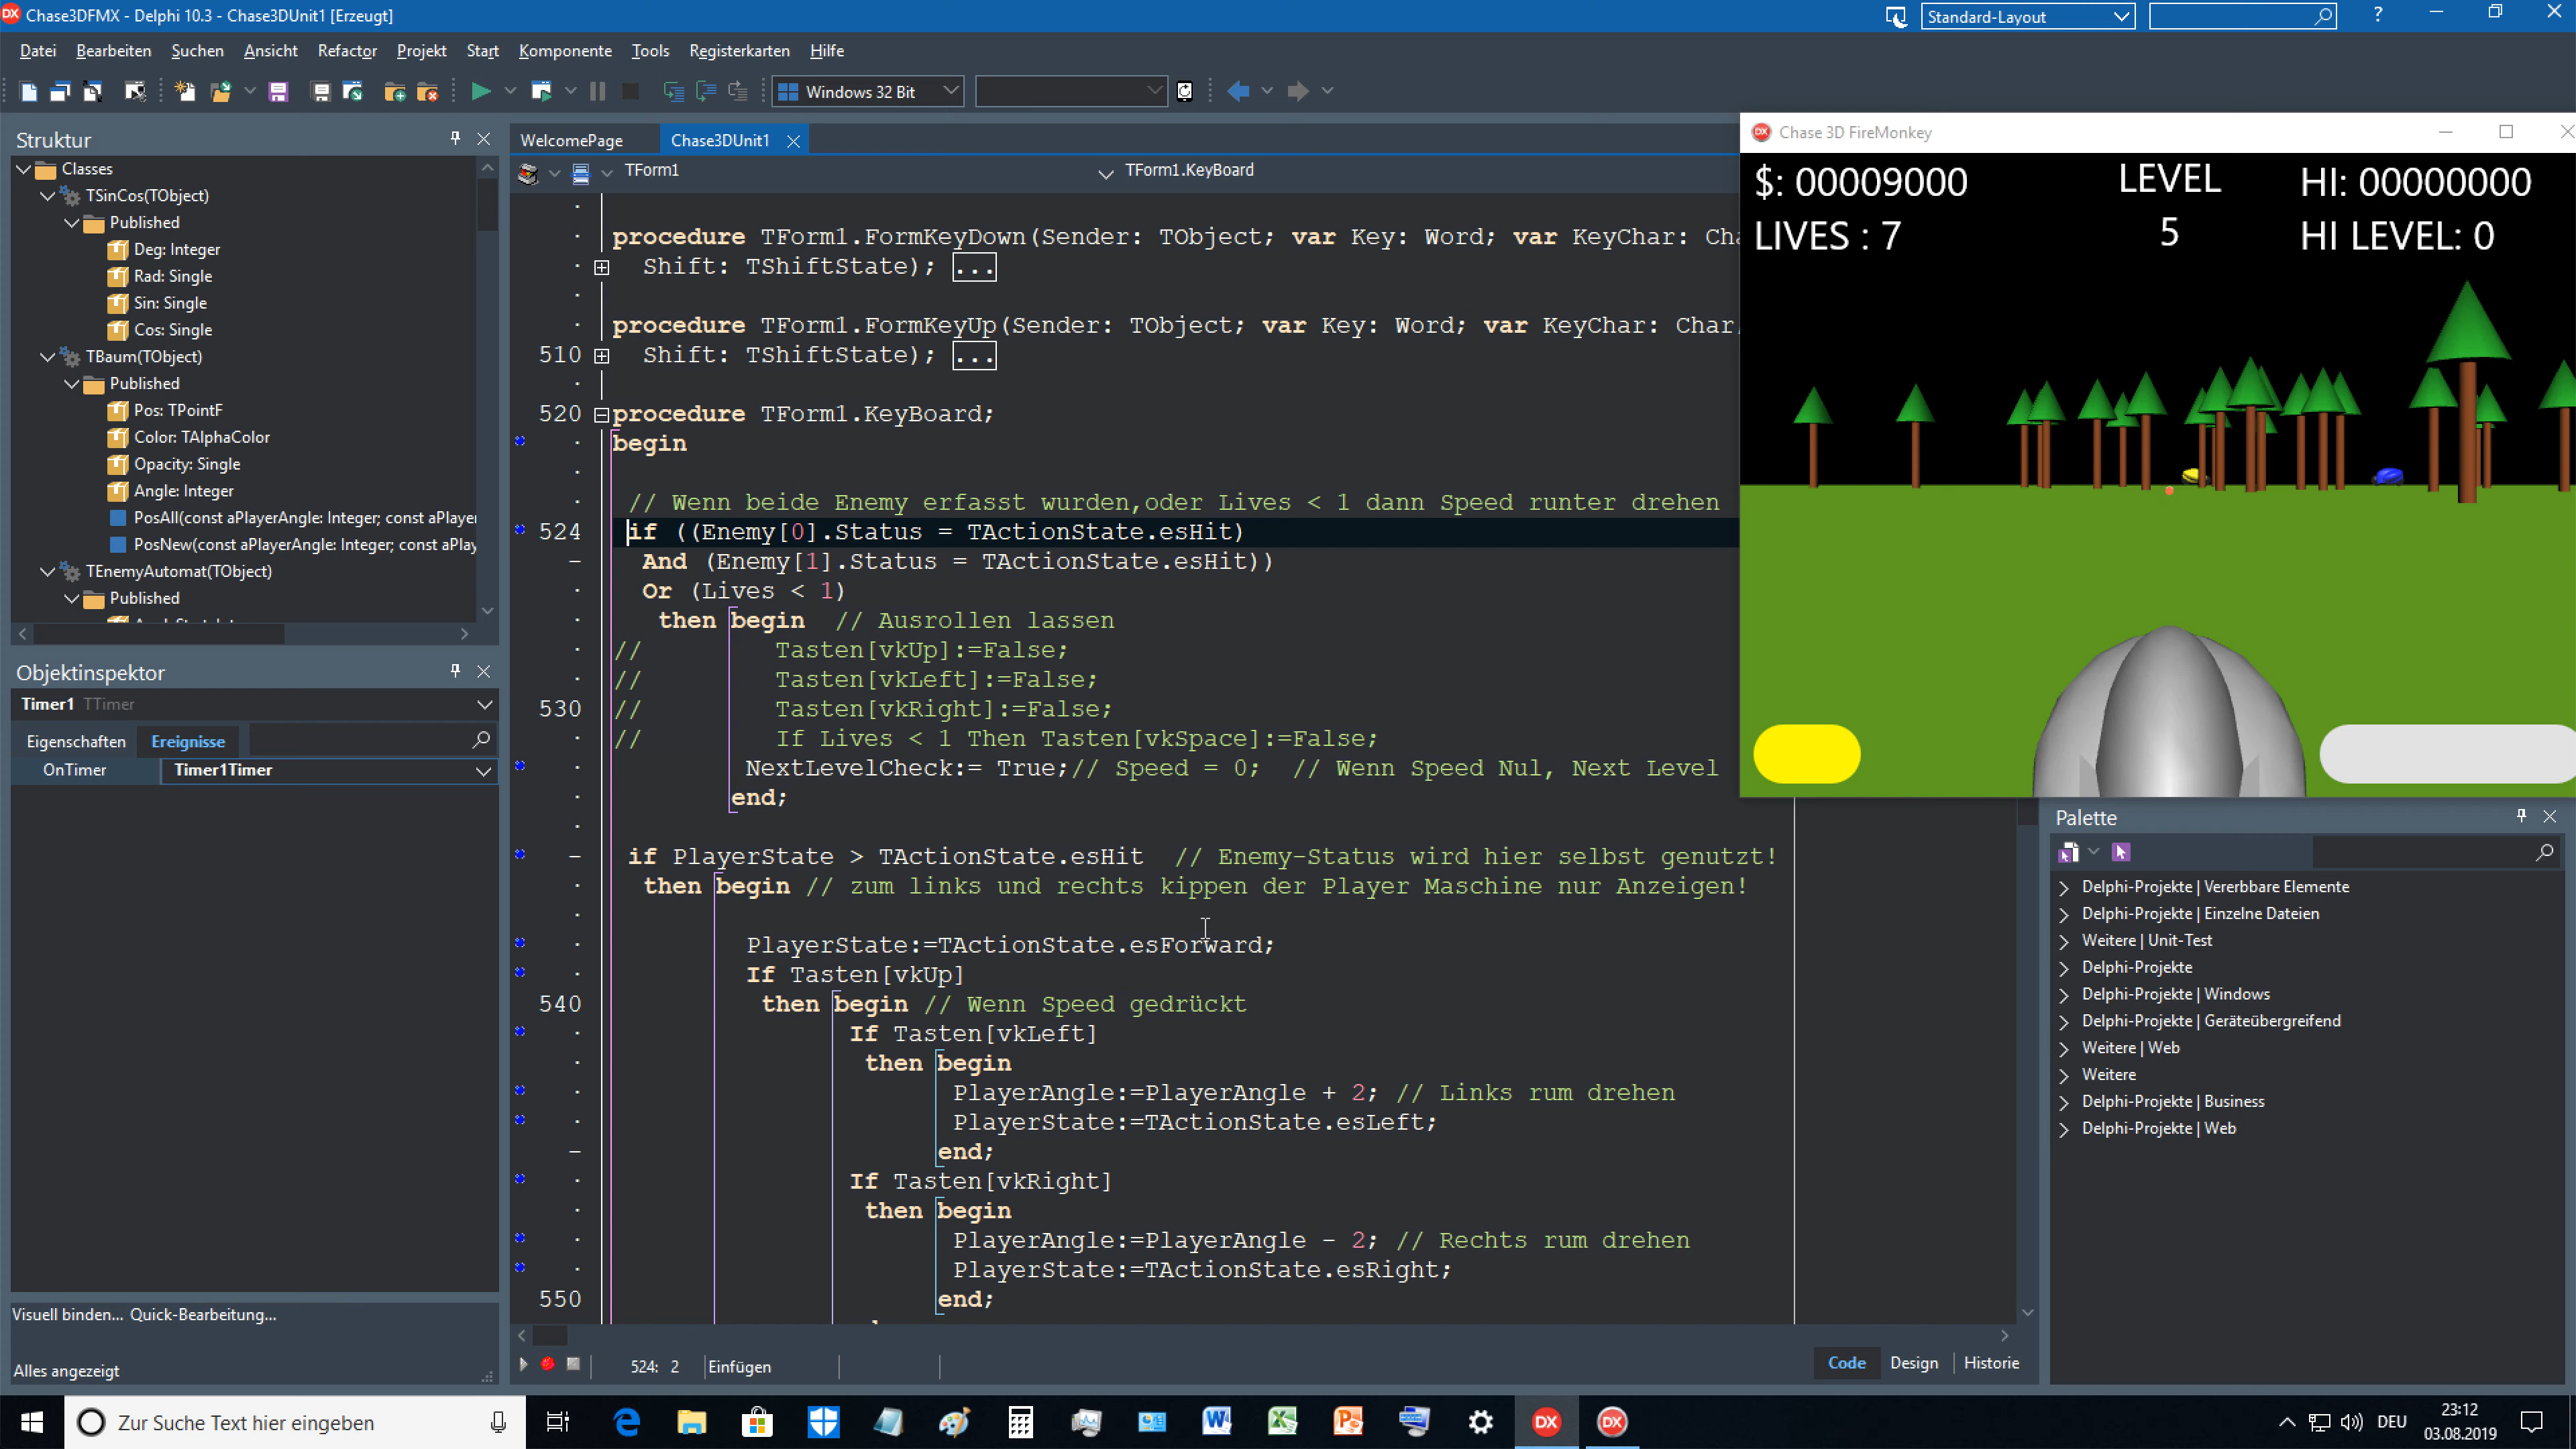 Chase3DFMX - Delphi 10.3 - Chase3DUnit1 [Erzeugt]
Standard-Layout
?
Datei Bearbeiten Suchen Ansicht Refactor Projekt Start Komponente Tools Registerkarten Hilfe
Windows 32 Bit
Struktur
Classes
TSinCos(TObject)
Published
Deg: Integer
Rad: Single
Sin: Single
Cos: Single
TBaum(TObject)
Published
Pos: TPointF
Color: TAlphaColor
Opacity: Single
Angle: Integer
PosAll(const aPlayerAngle: Integer; const aPlayer
PosNew(const aPlayerAngle: Integer; const aPlay
TEnemyAutomat(TObject)
Published
Objektinspektor
Timer1 TTimer
Eigenschaften Ereignisse
OnTimer Timer1Timer
Visuell binden... Quick-Bearbeitung...
Alles angezeigt
WelcomePage Chase3DUnit1
TForm1 TForm1.KeyBoard
procedure TForm1.FormKeyDown(Sender: TObject; var Key: Word; var KeyChar: Cha
Shift: TShiftState); ...
procedure TForm1.FormKeyUp(Sender: TObject; var Key: Word; var KeyChar: Char
510 Shift: TShiftState); ...
520 procedure TForm1.KeyBoard;
begin
// Wenn beide Enemy erfasst wurden,oder Lives < 1 dann Speed runter drehen
524 if ((Enemy[0].Status = TActionState.esHit)
And (Enemy[1].Status = TActionState.esHit))
Or (Lives < 1)
then begin // Ausrollen lassen
// Tasten[vkUp]:=False;
// Tasten[vkLeft]:=False;
530 // Tasten[vkRight]:=False;
// If Lives < 1 Then Tasten[vkSpace]:=False;
NextLevelCheck:= True;// Speed = 0; // Wenn Speed Nul, Next Level
end;
if PlayerState > TActionState.esHit // Enemy-Status wird hier selbst genutzt!
then begin // zum links und rechts kippen der Player Maschine nur Anzeigen!
PlayerState:=TActionState.esForward;
If Tasten[vkUp]
540 then begin // Wenn Speed gedrückt
If Tasten[vkLeft]
then begin
PlayerAngle:=PlayerAngle + 2; // Links rum drehen
PlayerState:=TActionState.esLeft;
end;
If Tasten[vkRight]
then begin
PlayerAngle:=PlayerAngle - 2; // Rechts rum drehen
PlayerState:=TActionState.esRight;
550 end;
524: 2 Einfügen
Code Design Historie
Chase 3D FireMonkey
$: 00009000 LEVEL HI: 00000000
LIVES : 7 5 HI LEVEL: 0
Palette
Delphi-Projekte | Vererbbare Elemente
Delphi-Projekte | Einzelne Dateien
Weitere | Unit-Test
Delphi-Projekte
Delphi-Projekte | Windows
Delphi-Projekte | Geräteübergreifend
Weitere | Web
Weitere
Delphi-Projekte | Business
Delphi-Projekte | Web
Zur Suche Text hier eingeben
DX DX
DEU
23:12
03.08.2019